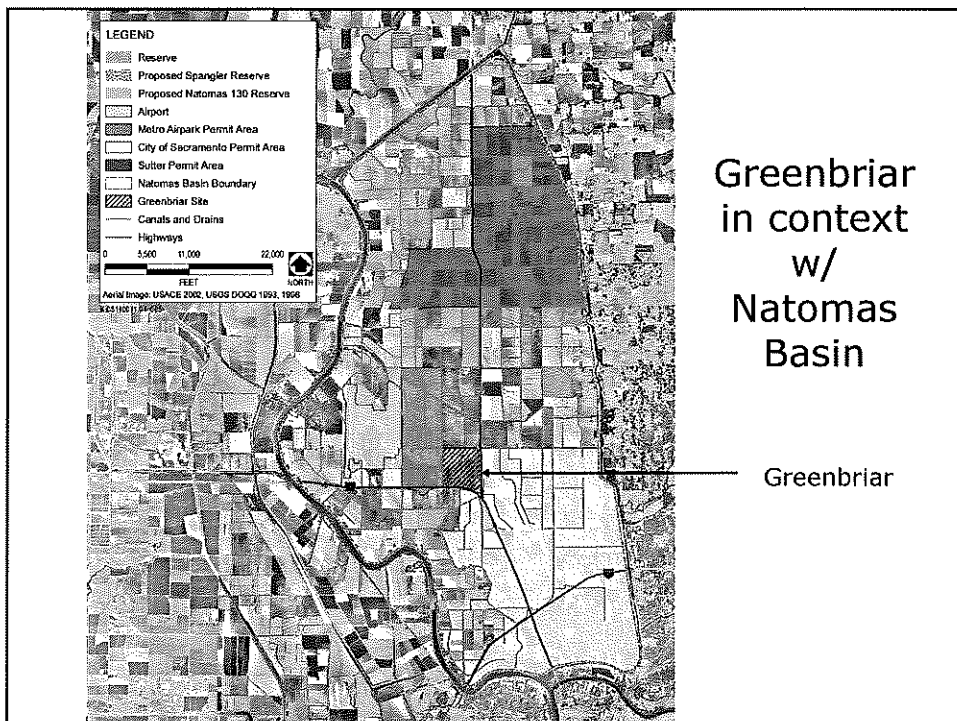 LEGEND
Reserve
Proposed Spangler Reserve
Proposed Natomas 130 Reserve
Airport
Metro Airpark Permit Area
City of Sacramento Permit Area
Sutter Permit Area
Natomas Basin Boundary
Greenbriar Site
Canals and Drains
Highways
0 5,500 11,000 22,000
FEET
NORTH
Aerial Image: USACE 2002, USGS DOQQ 1993, 1998
Greenbriar
in context
w/
Natomas
Basin
Greenbriar